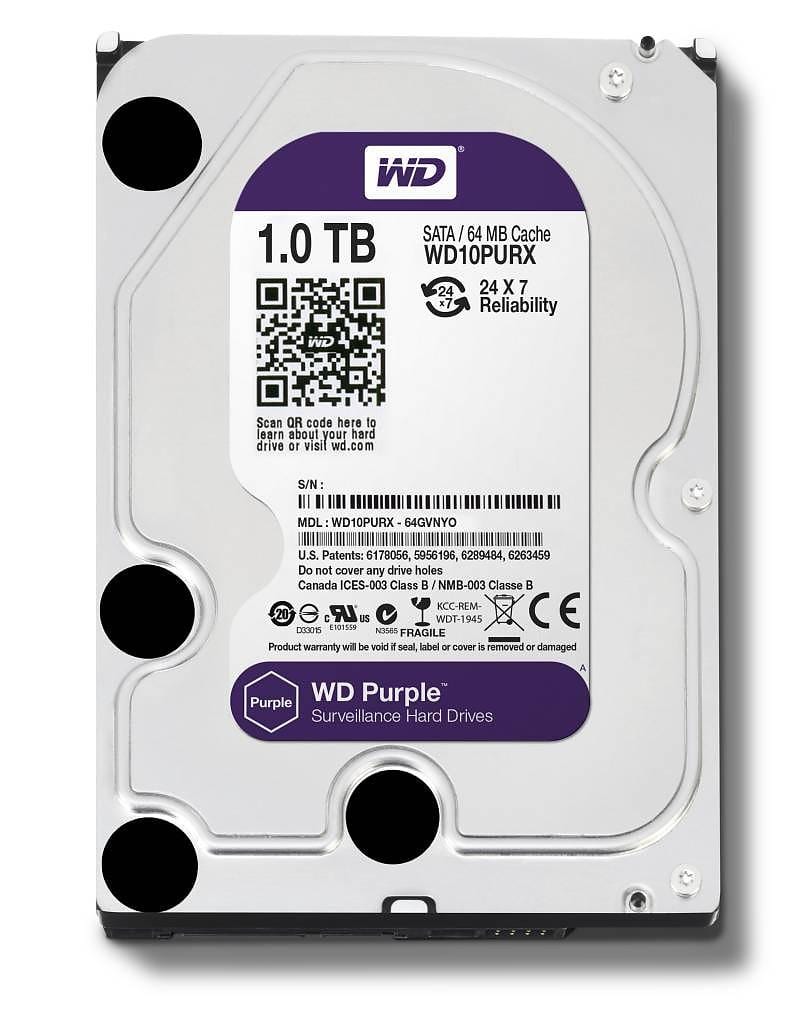 WD®
1.0 TB
SATA / 64 MB Cache
WD10PURX
24 x7
24 X 7
Reliability
WD
Scan QR code here to
learn about your hard
drive or visit wd.com
S/N :
MDL : WD10PURX - 64GVNYO
U.S. Patents: 6178056, 5956196, 6289484, 6263459
Do not cover any drive holes
Canada ICES-003 Class B / NMB-003 Classe B
20
D33015
c RU US
E101559
N3565
FRAGILE
KCC-REM-
WDT-1945
CE
Product warranty will be void if seal, label or cover is removed or damaged
A
Purple
WD Purple™
Surveillance Hard Drives